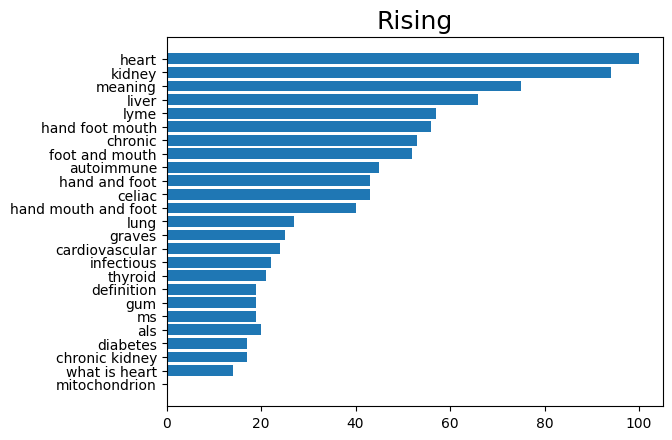 Rising
heart
kidney
meaning
liver
lyme
hand foot mouth
chronic
foot and mouth
autoimmune
hand and foot
celiac
hand mouth and foot
lung
graves
cardiovascular
infectious
thyroid
definition
gum
ms
als
diabetes
chronic kidney
what is heart
mitochondrion
0 20 40 60 80 100